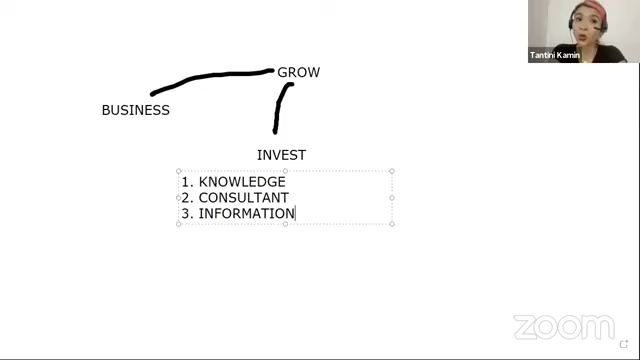 Tantini Kamin
GROW
BUSINESS
INVEST
1. KNOWLEDGE
2. CONSULTANT
3. INFORMATION
zoom